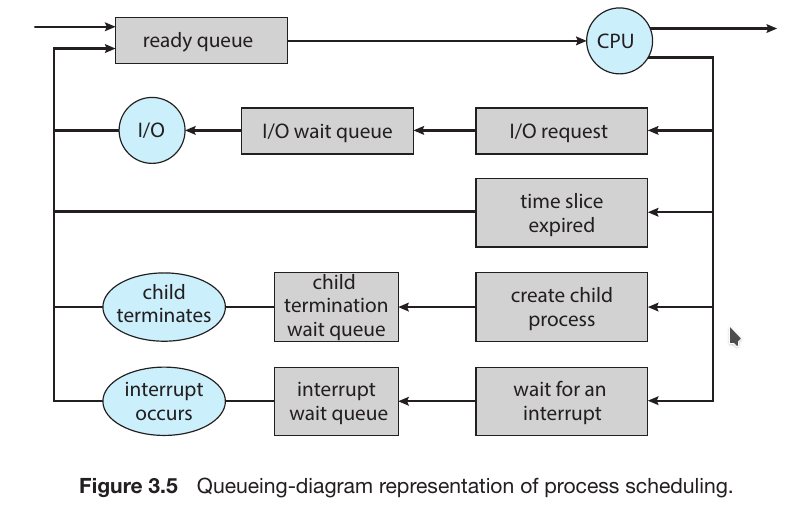 ready queue
CPU
I/O
I/O wait queue
I/O request
time slice
expired
child
terminates
child
termination
wait queue
create child
process
interrupt
occurs
interrupt
wait queue
wait for an
interrupt
Figure 3.5 Queueing-diagram representation of process scheduling.